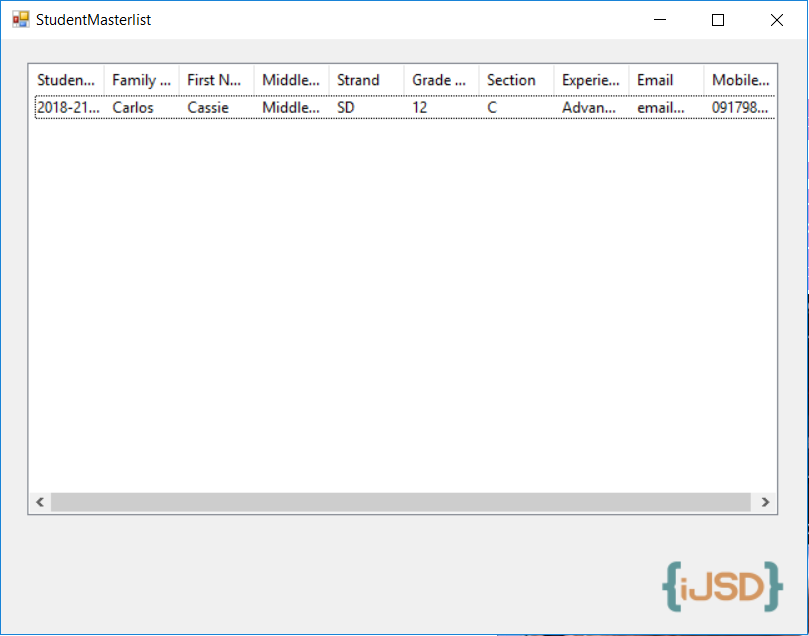 StudentMasterlist
Studen... Family ... First N... Middle... Strand Grade ... Section Experie... Email Mobile...
2018-21... Carlos Cassie Middle... SD 12 C Advan... email... 091798...
{iJSD}